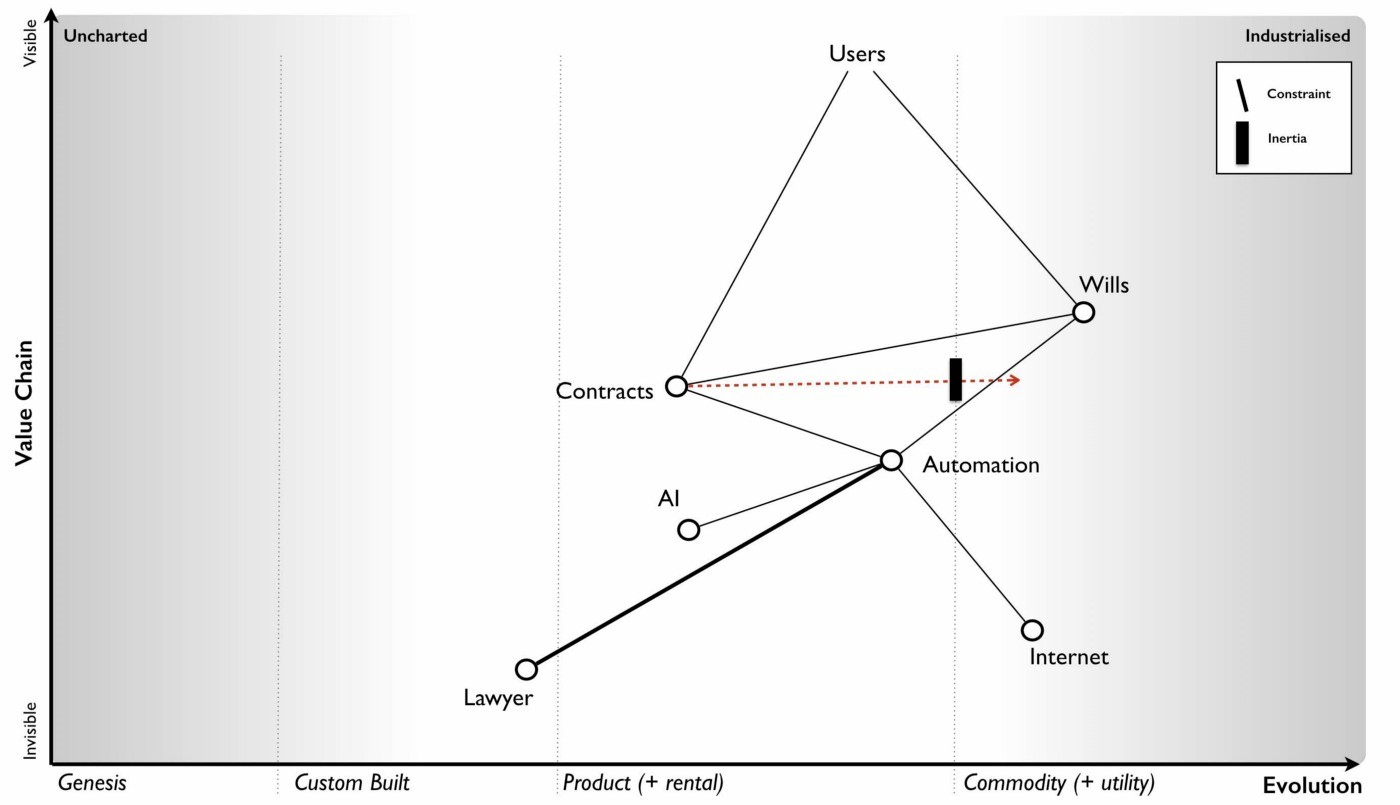 Visible
Uncharted
Users
Industrialised
Constraint
Inertia
Wills
Value Chain
Contracts
Automation
AI
Internet
Lawyer
Invisible
Genesis
Custom Built
Product (+ rental)
Commodity (+ utility)
Evolution